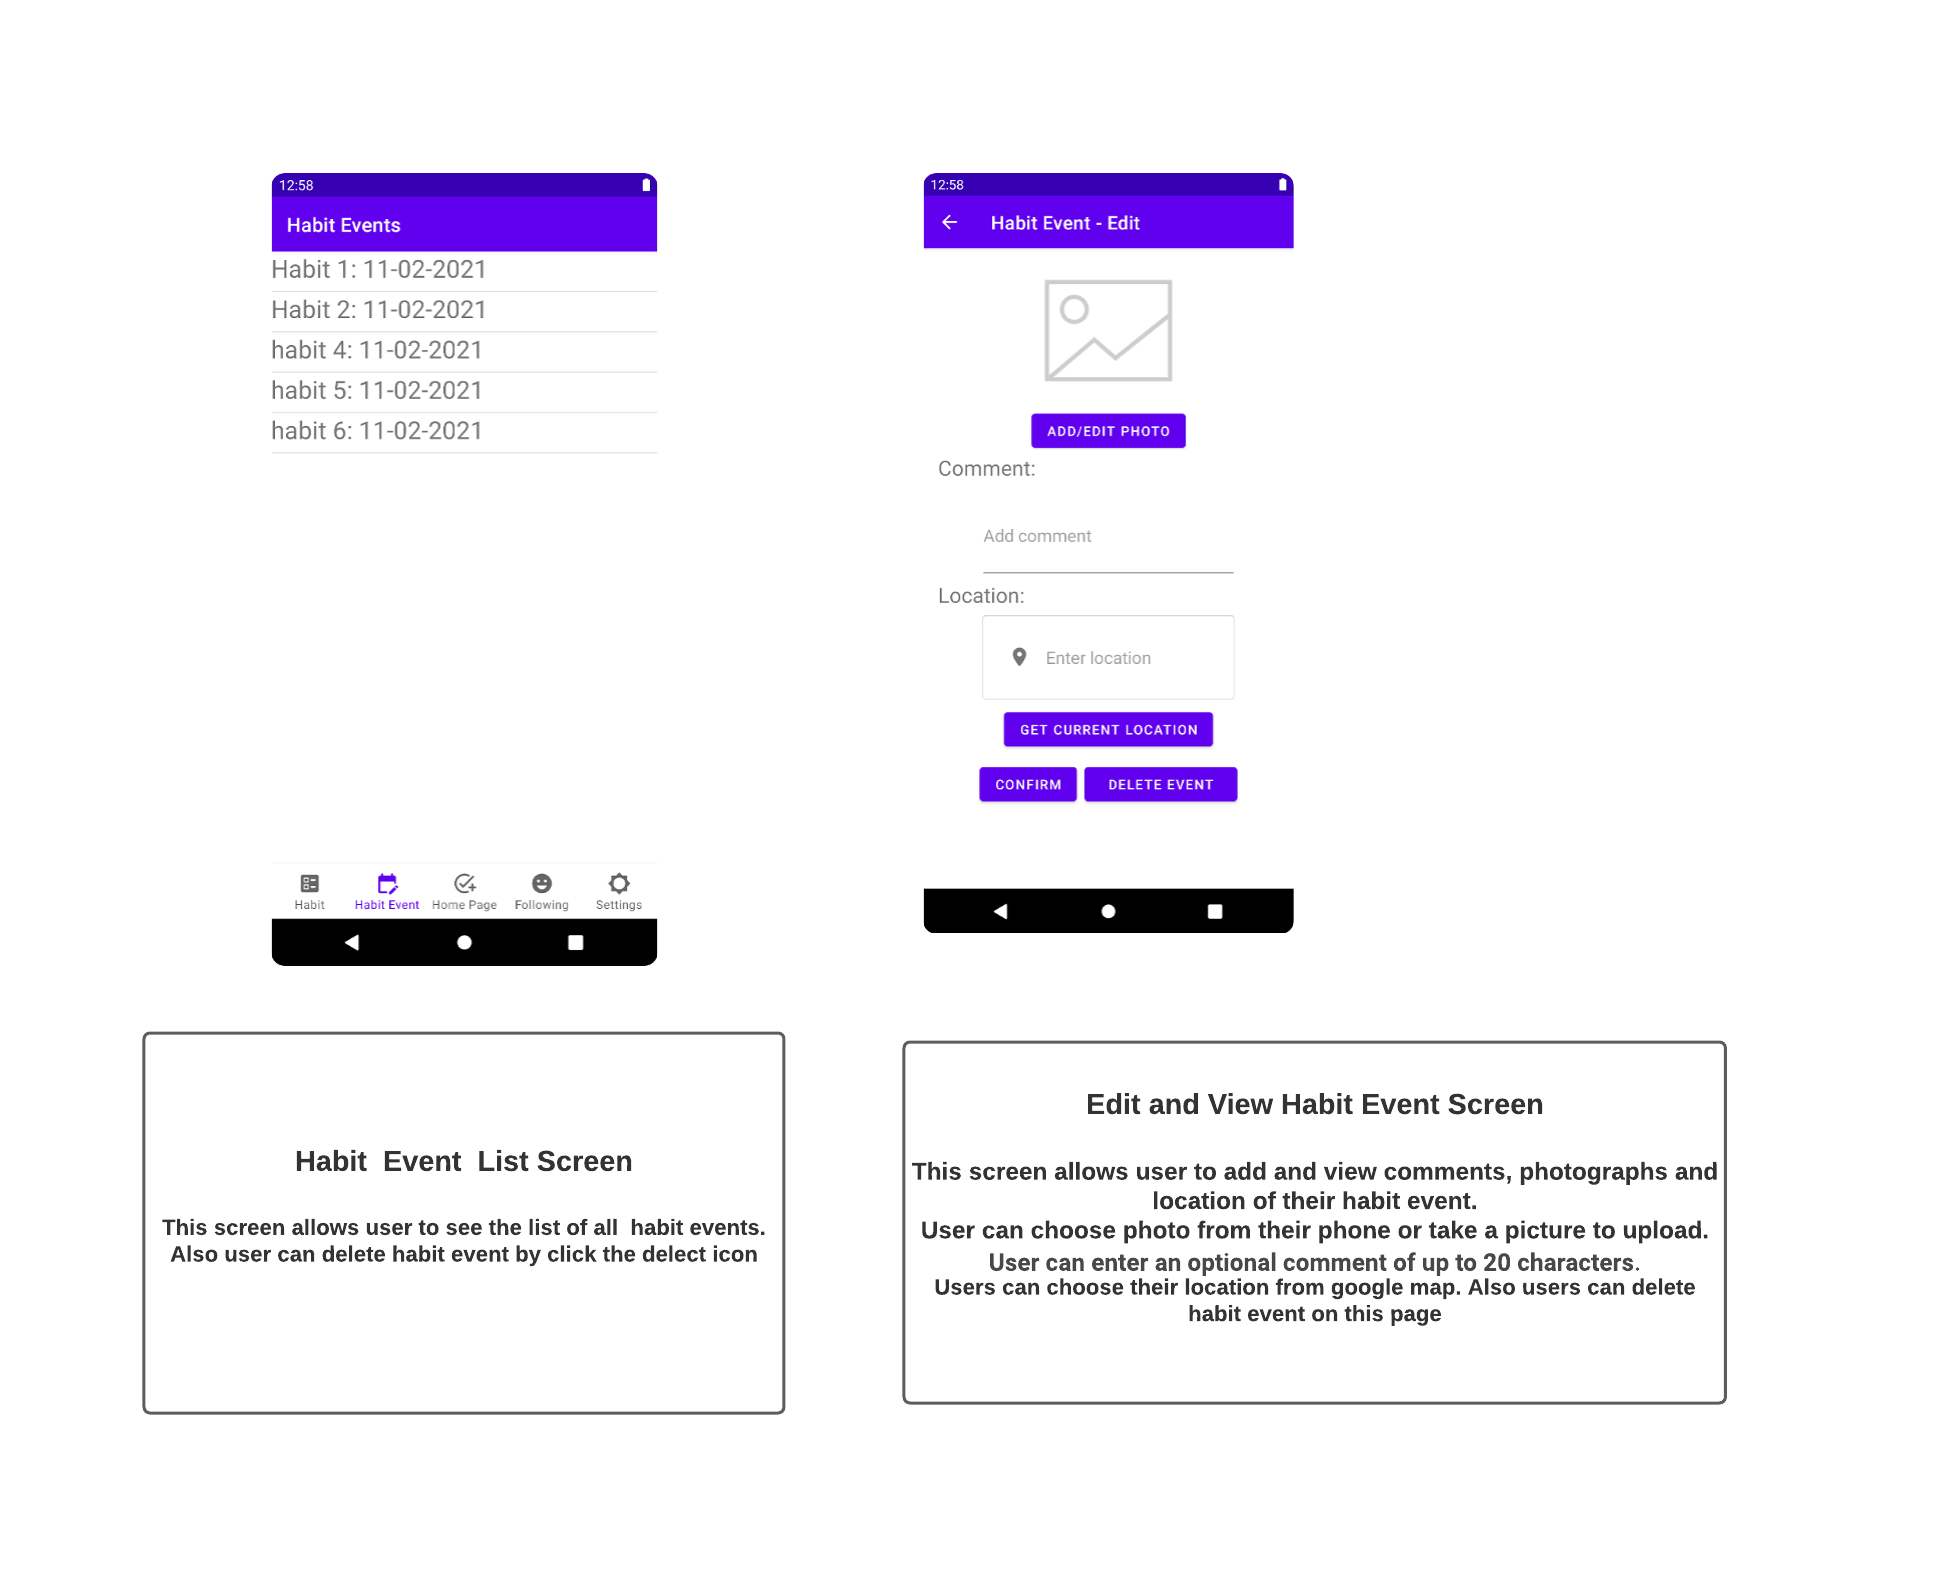 12:58
Habit Events
Habit 1: 11-02-2021
Habit 2: 11-02-2021
habit 4: 11-02-2021
habit 5: 11-02-2021
habit 6: 11-02-2021
Habit
Habit Event
Home Page
Following
Settings
12:58
Habit Event - Edit
ADD/EDIT PHOTO
Comment:
Add comment
Location:
Enter location
GET CURRENT LOCATION
CONFIRM
DELETE EVENT
Habit Event List Screen
This screen allows user to see the list of all habit events.
Also user can delete habit event by click the delect icon
Edit and View Habit Event Screen
This screen allows user to add and view comments, photographs and
location of their habit event.
User can choose photo from their phone or take a picture to upload.
User can enter an optional comment of up to 20 characters.
Users can choose their location from google map. Also users can delete
habit event on this page